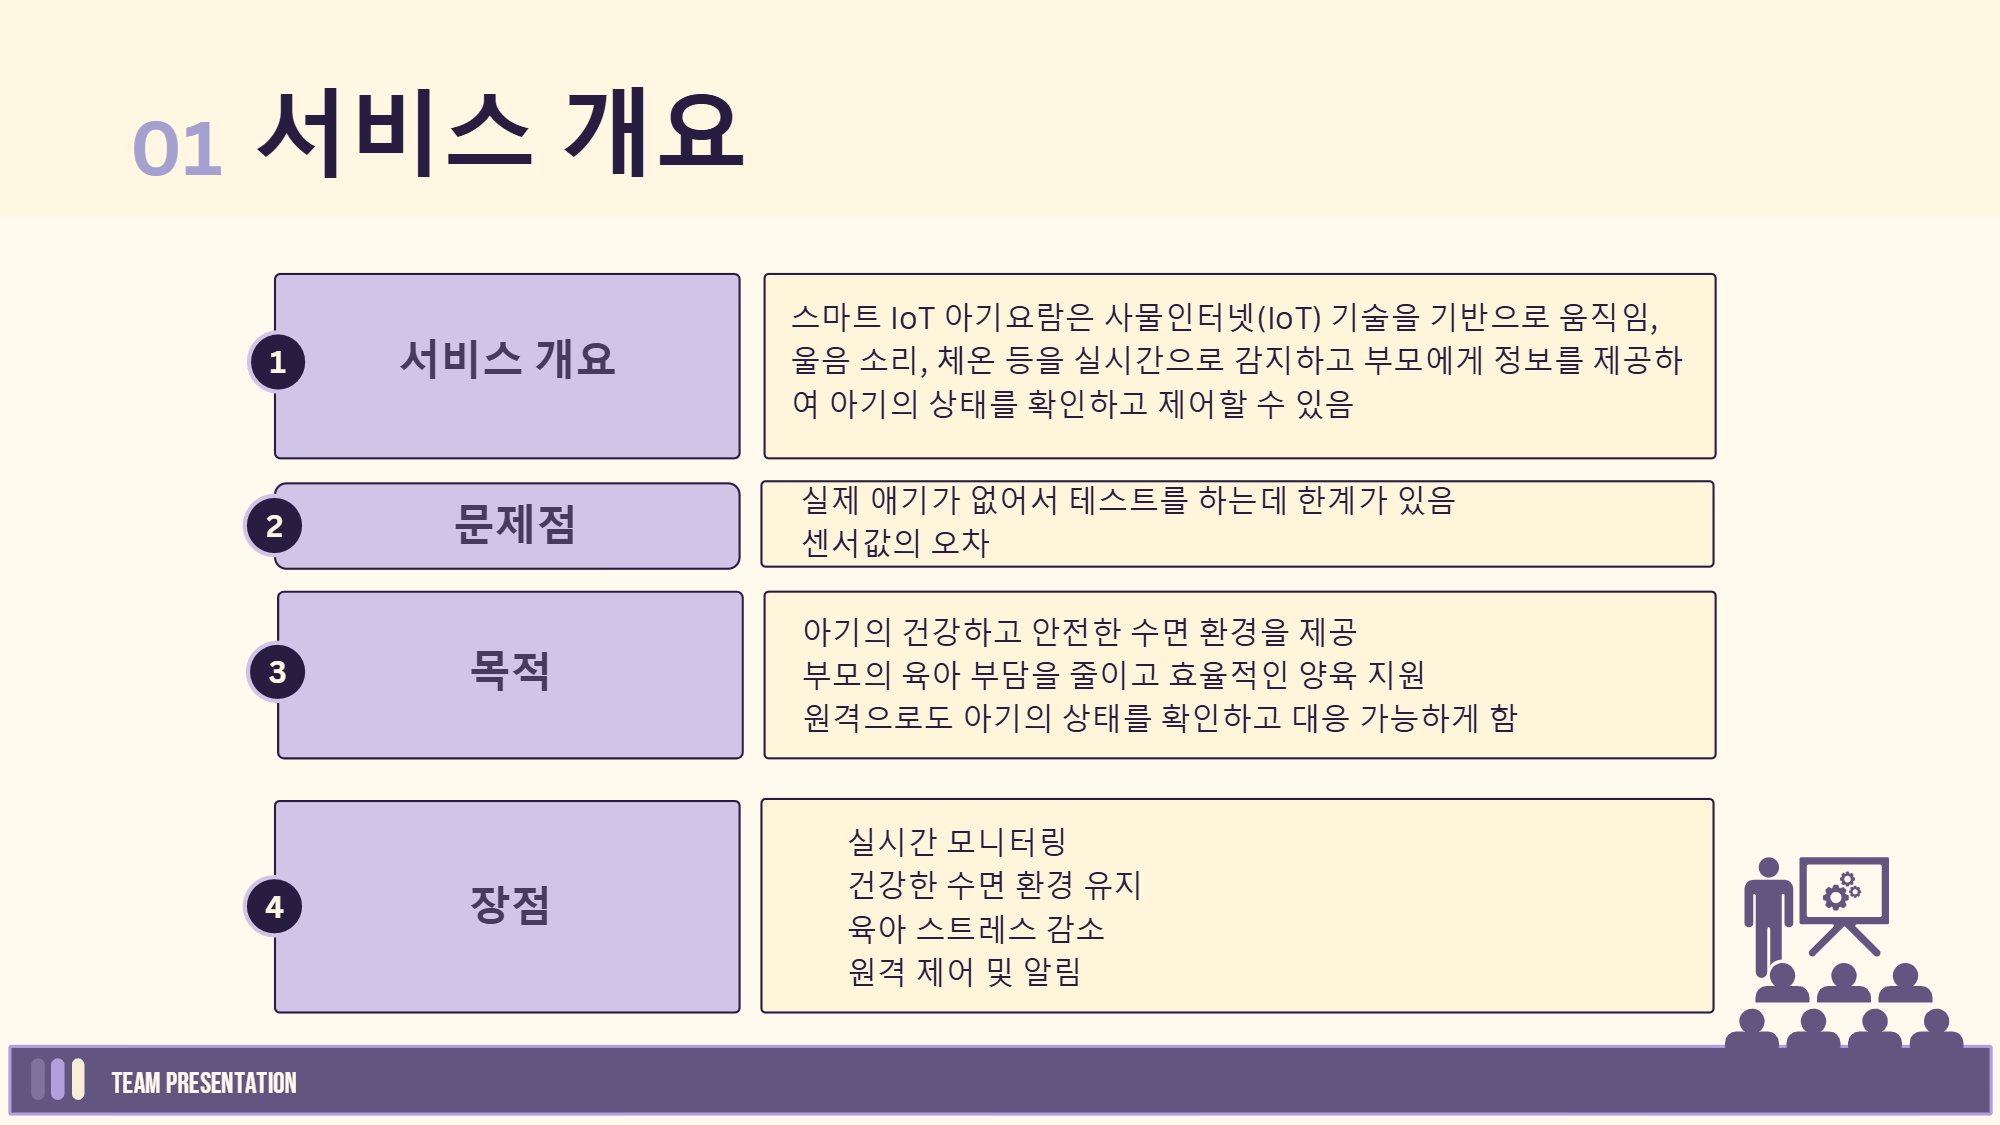 01 서비스 개요
1
서비스 개요
스마트 IoT 아기요람은 사물인터넷(IoT) 기술을 기반으로 움직임,
울음 소리, 체온 등을 실시간으로 감지하고 부모에게 정보를 제공하
여 아기의 상태를 확인하고 제어할 수 있음
2
문제점
실제 애기가 없어서 테스트를 하는데 한계가 있음
센서값의 오차
3
목적
아기의 건강하고 안전한 수면 환경을 제공
부모의 육아 부담을 줄이고 효율적인 양육 지원
원격으로도 아기의 상태를 확인하고 대응 가능하게 함
4
장점
실시간 모니터링
건강한 수면 환경 유지
육아 스트레스 감소
원격 제어 및 알림
TEAM PRESENTATION